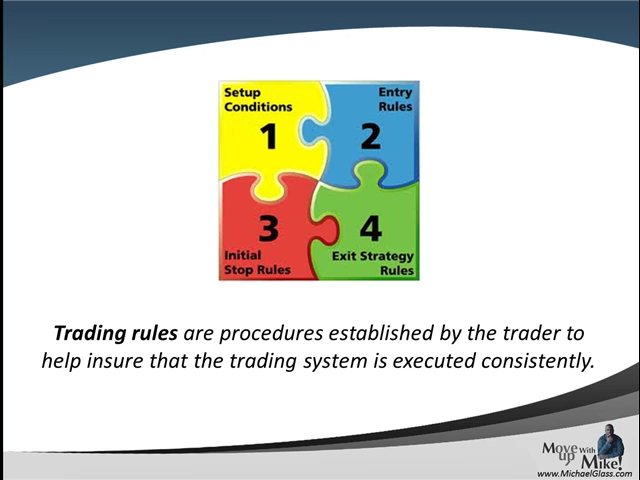 Setup
Conditions
1
Entry
Rules
2
3
Initial
Stop Rules
4
Exit Strategy
Rules
Trading rules are procedures established by the trader to
help insure that the trading system is executed consistently.
Move
up With
Mike!
www.MichaelGlass.com